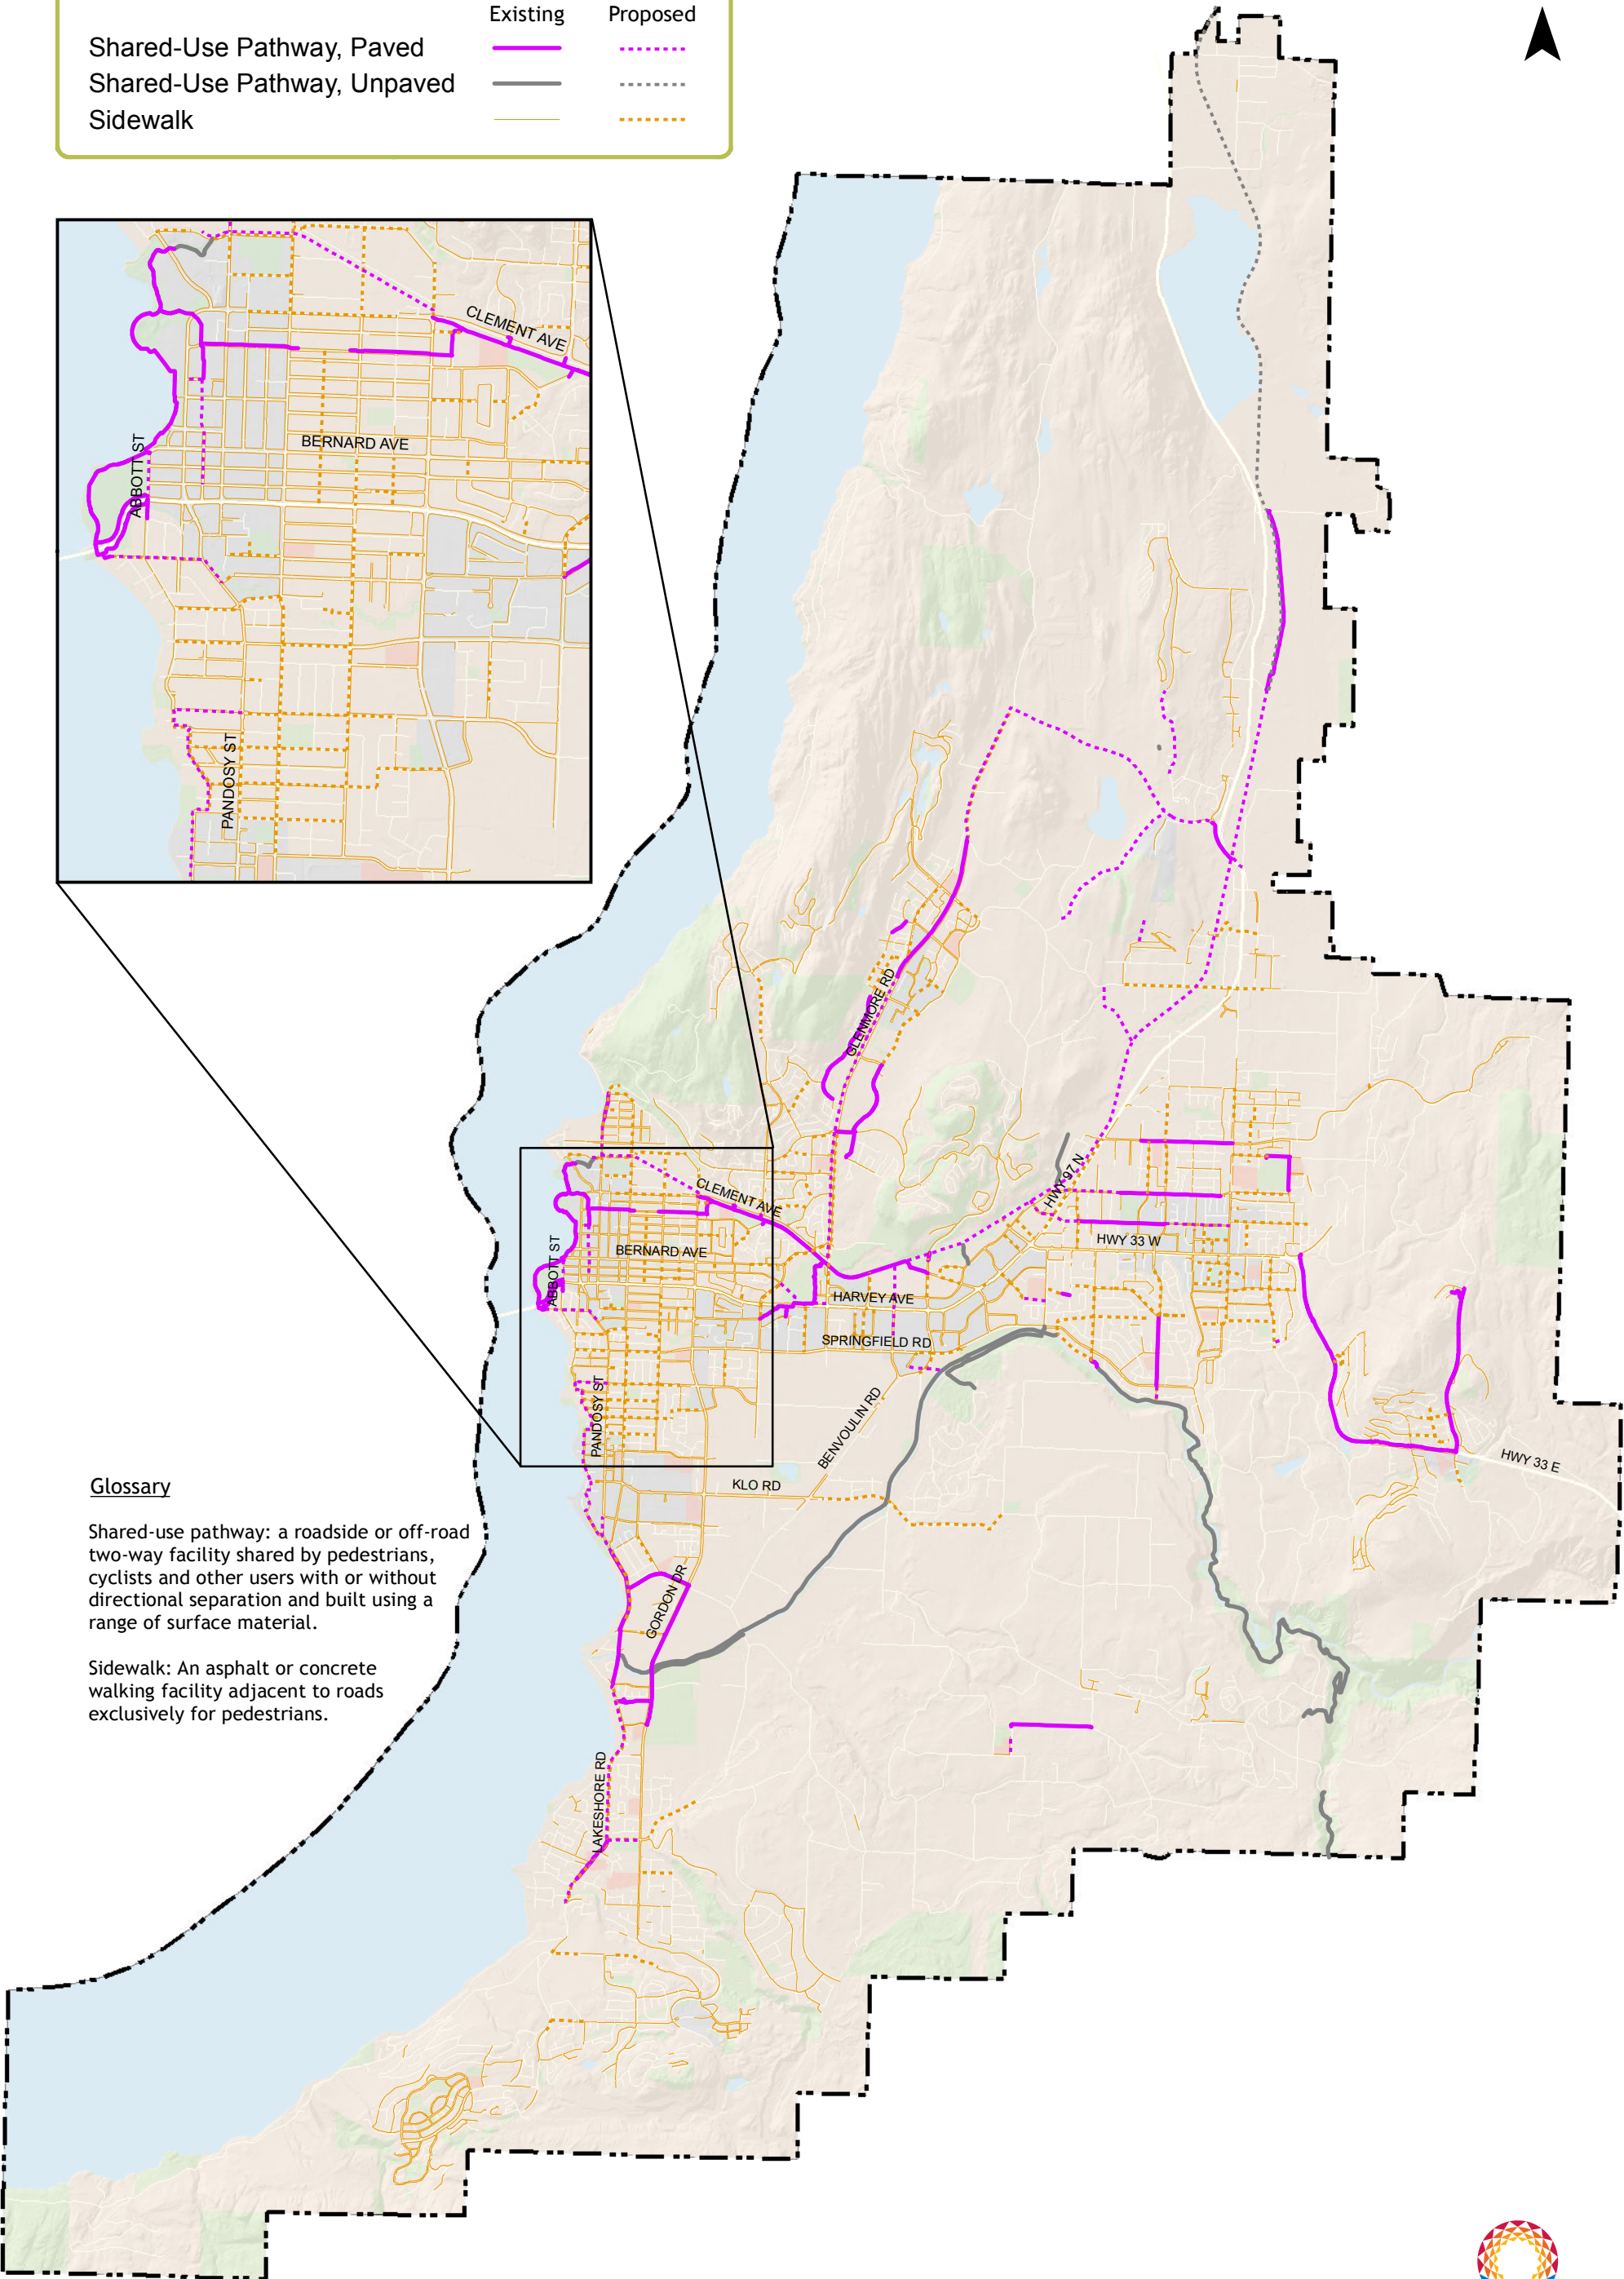 Existing Proposed
Shared-Use Pathway, Paved
Shared-Use Pathway, Unpaved
Sidewalk
CLEMENT AVE
BERNARD AVE
ABBOTT ST
PANDOSY ST
GLENMORE RD
HWY 97 N
CLEMENT AVE
HWY 33 W
BERNARD AVE
ABBOTT ST
HARVEY AVE
SPRINGFIELD RD
PANDOSY ST
BENVOULIN RD
HWY 33 E
KLO RD
GORDON DR
LAKESHORE RD
Glossary
Shared-use pathway: a roadside or off-road
two-way facility shared by pedestrians,
cyclists and other users with or without
directional separation and built using a
range of surface material.
Sidewalk: An asphalt or concrete
walking facility adjacent to roads
exclusively for pedestrians.